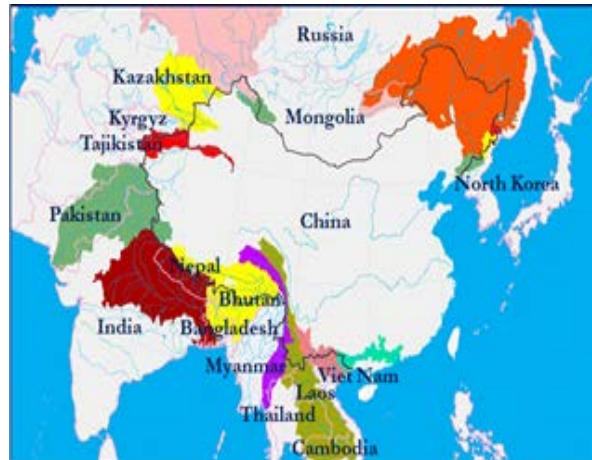 Russia
Kazakhstan
Mongolia
Kyrgyz
Tajikistan
North Korea
Pakistan
China
Nepal
Bhutan
India
Bangladesh
Myanmar
Viet Nam
Laos
Thailand
Cambodia